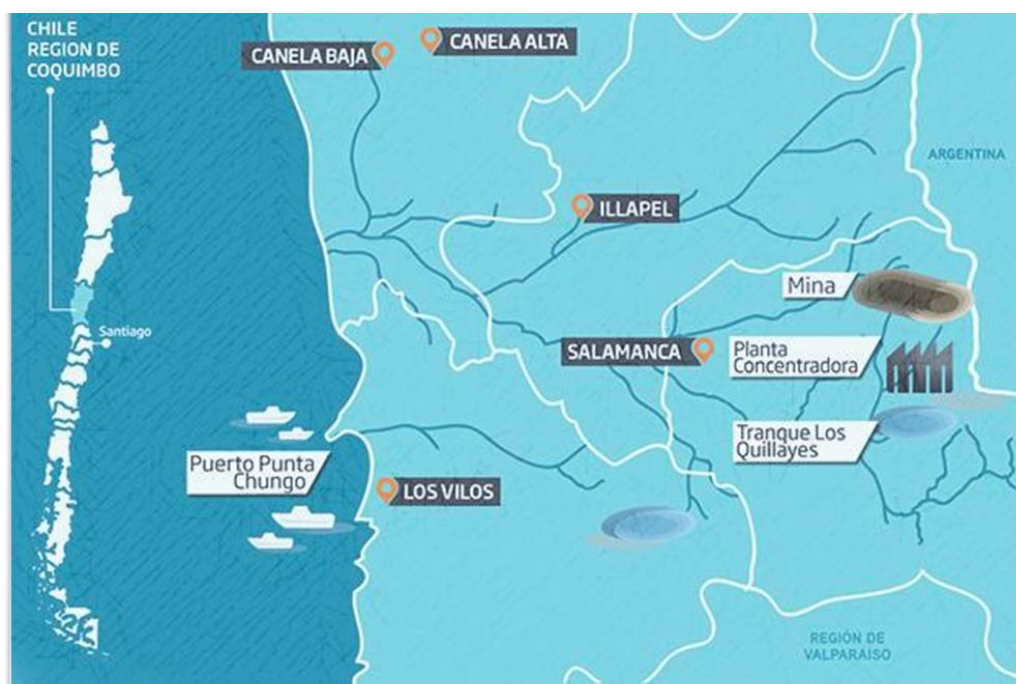 CHILE
REGION DE
COQUIMBO
Santiago
CANELA BAJA
CANELA ALTA
ARGENTINA
ILLAPEL
Mina
SALAMANCA
Planta
Concentradora
Tranque Los
Quillayes
Puerto Punta
Chungo
LOS VILOS
REGIÓN DE
VALPARAÍSO